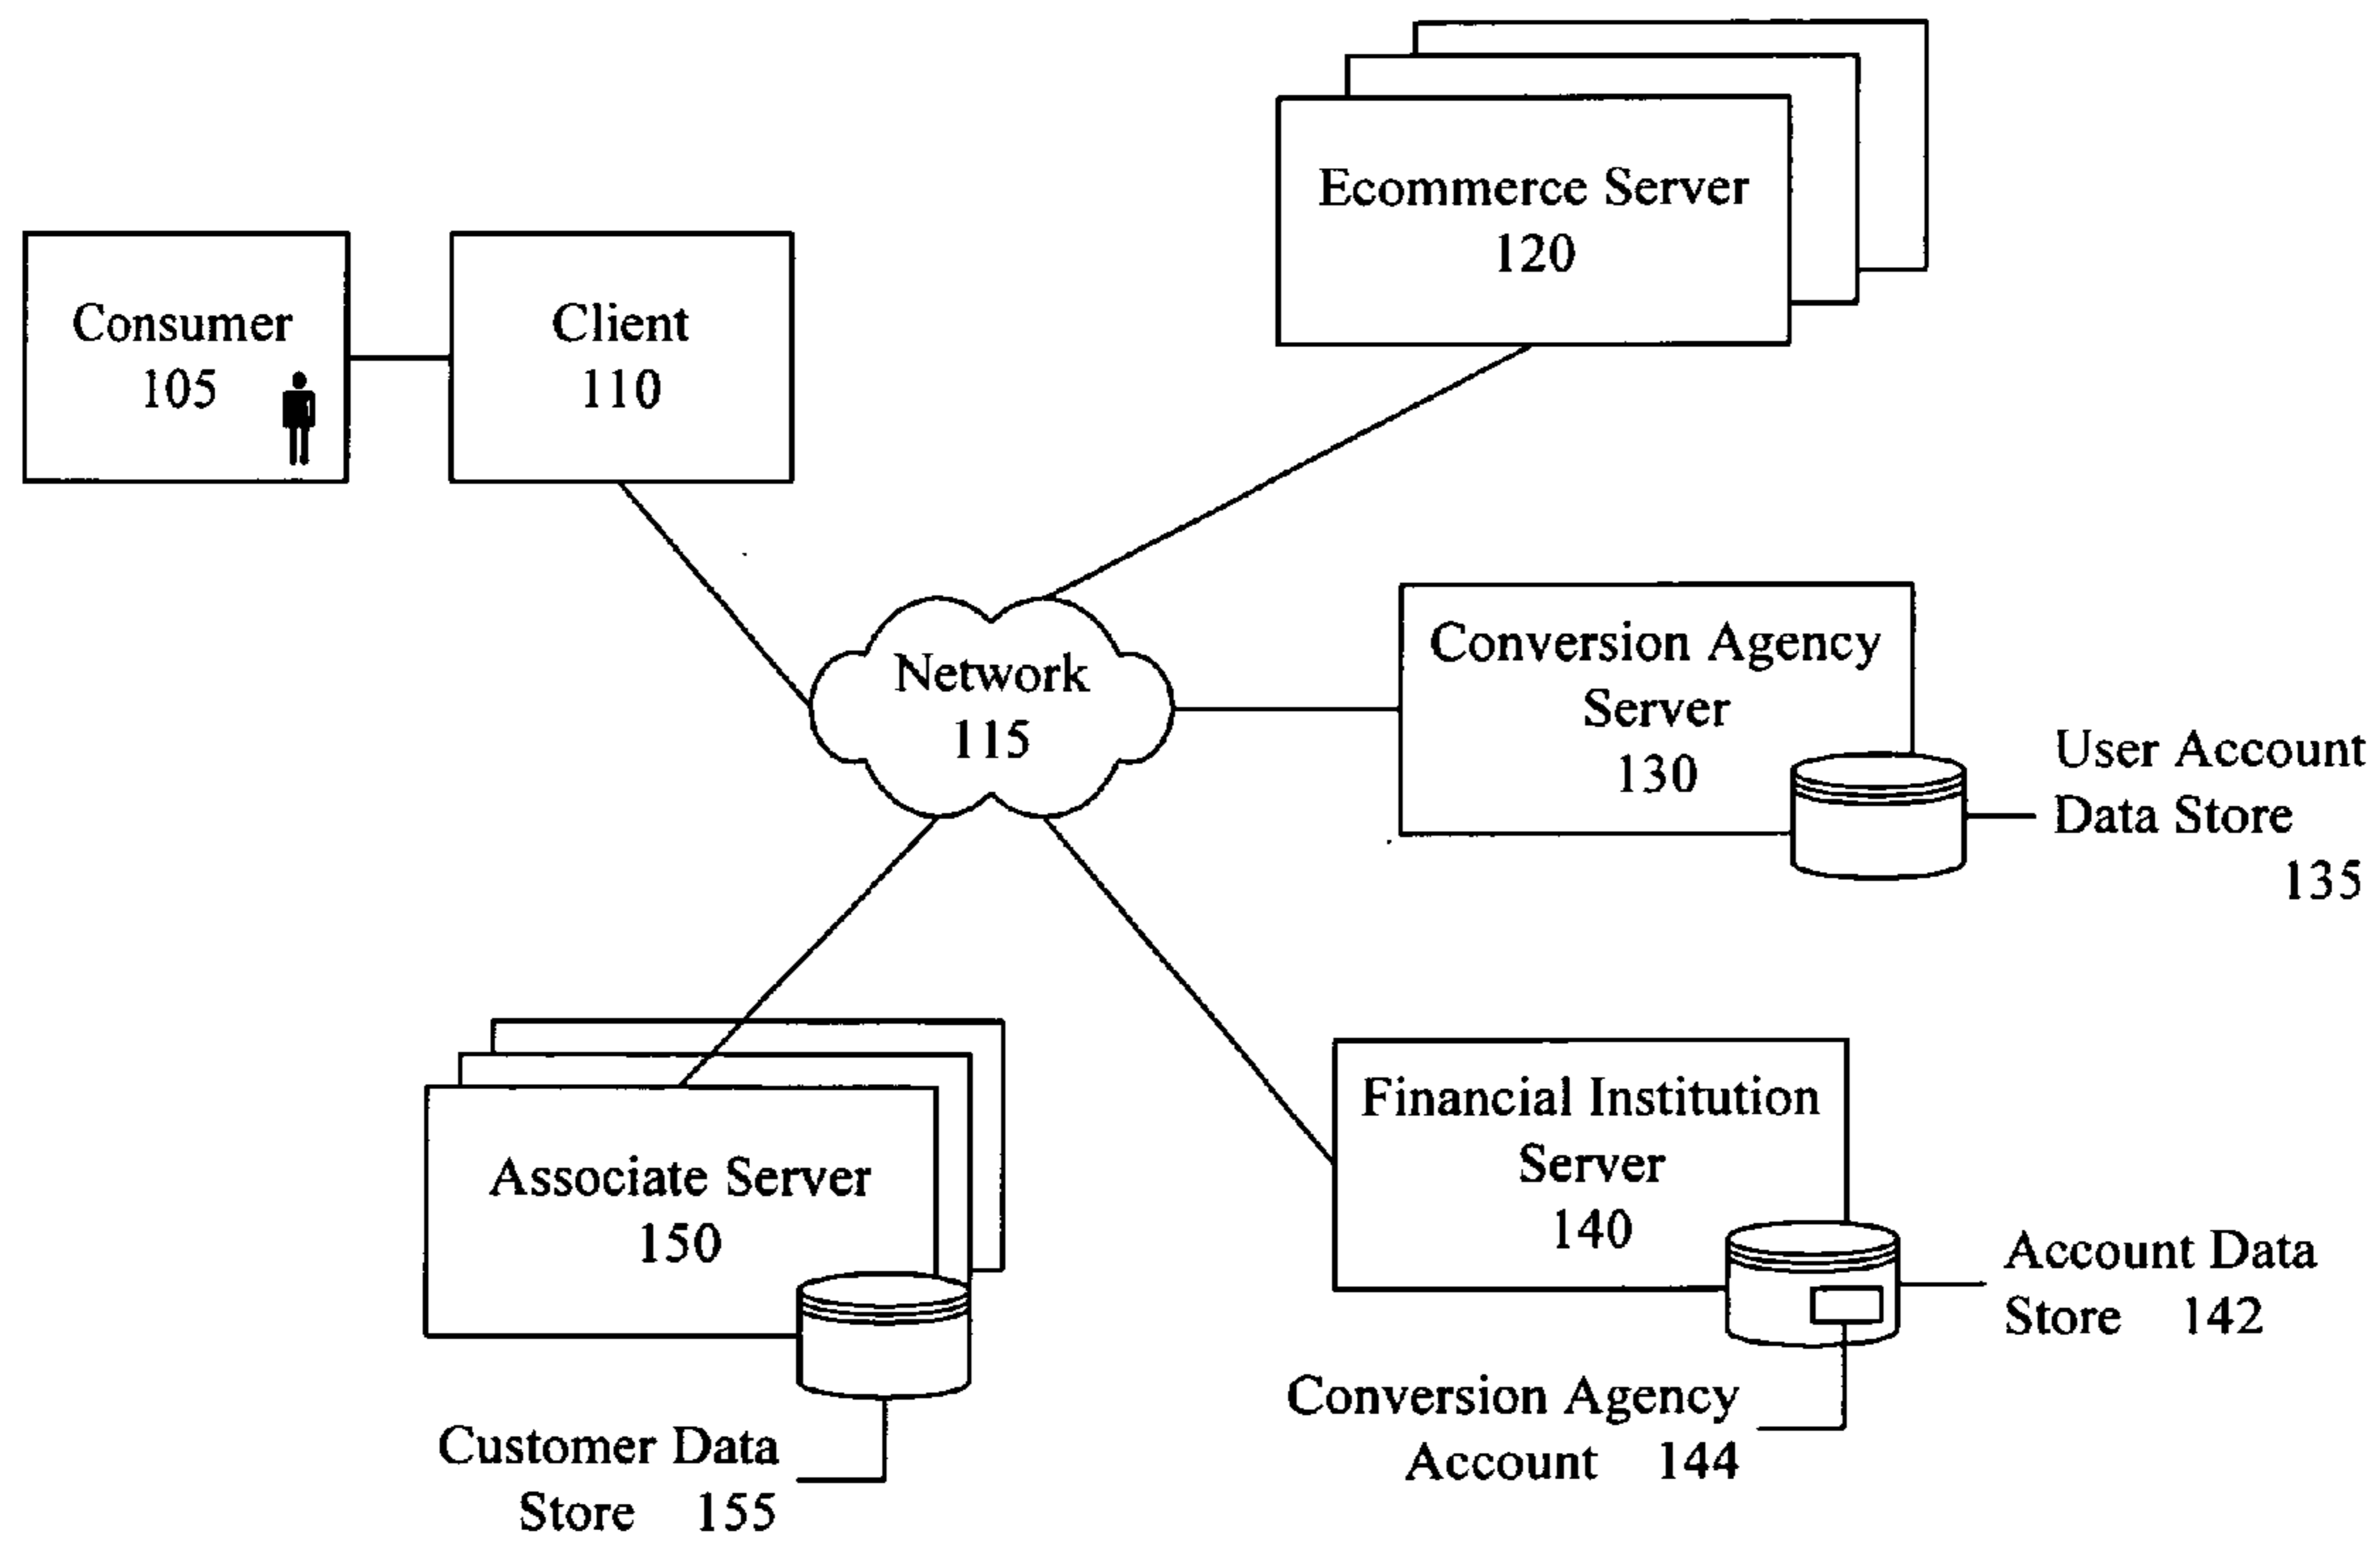 Ecommerce Server
120
Consumer
105
Client
110
Conversion Agency
Server
130
Network
115
User Account
Data Store
135
Financial Institution
Server
140
Associate Server
150
Account Data
Store 142
Conversion Agency
Account 144
Customer Data
Store 155